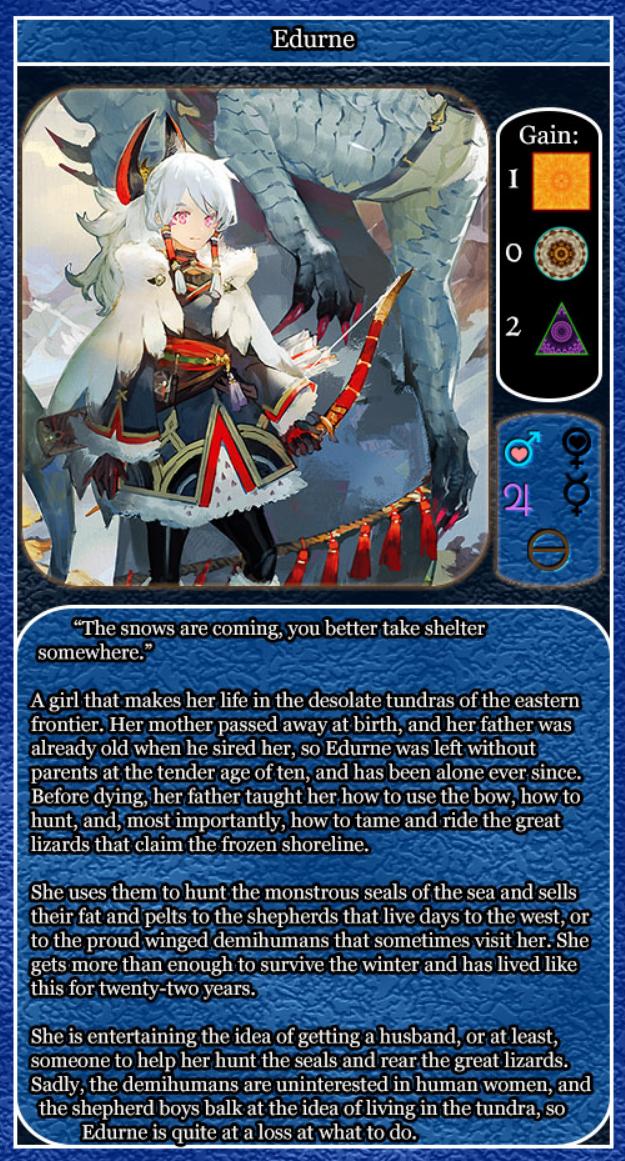 Edurne
Gain:
1
0
2
“The snows are coming, you better take shelter
somewhere.”
A girl that makes her life in the desolate tundras of the eastern
frontier. Her mother passed away at birth, and her father was
already old when he sired her, so Edurne was left without
parents at the tender age of ten, and has been alone ever since.
Before dying, her father taught her how to use the bow, how to
hunt, and, most importantly, how to tame and ride the great
lizards that claim the frozen shoreline.
She uses them to hunt the monstrous seals of the sea and sells
their fat and pelts to the shepherds that live days to the west, or
to the proud winged demihumans that sometimes visit her. She
gets more than enough to survive the winter and has lived like
this for twenty-two years.
She is entertaining the idea of getting a husband, or at least,
someone to help her hunt the seals and rear the great lizards.
Sadly, the demihumans are uninterested in human women, and
the shepherd boys balk at the idea of living in the tundra, so
Edurne is quite at a loss at what to do.